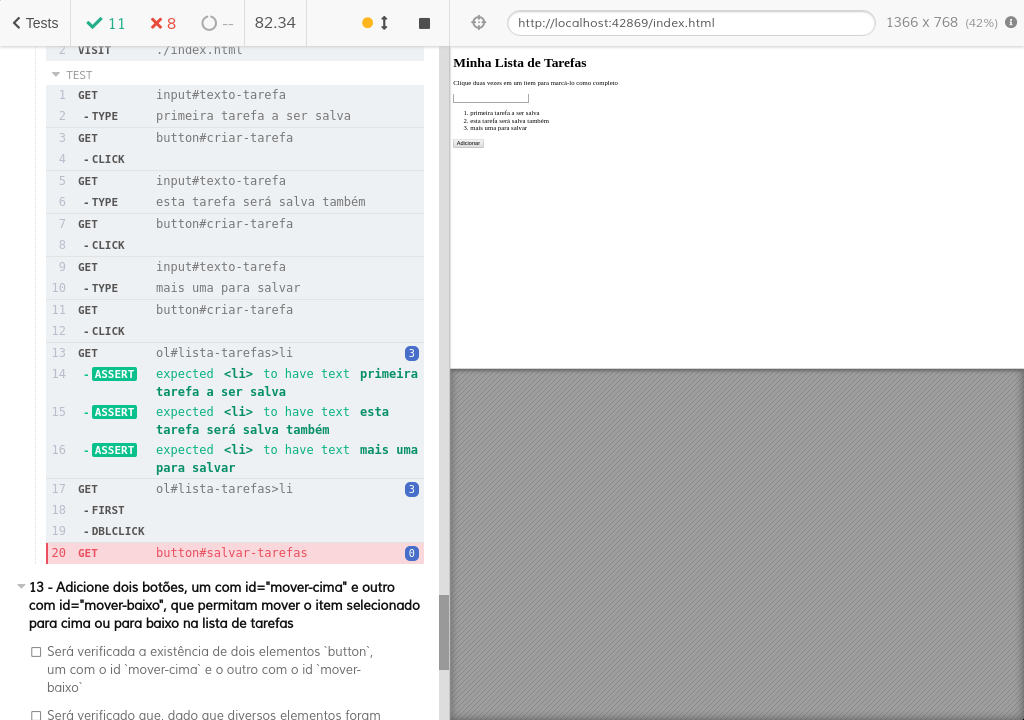 Tests 11 8 -- 82.34 http://localhost:42869/index.html 1366 x 768 (42%)
2 VISIT ./index.html
TEST
1 GET input#texto-tarefa
2 -TYPE primeira tarefa a ser salva
3 GET button#criar-tarefa
4 -CLICK
5 GET input#texto-tarefa
6 -TYPE esta tarefa será salva também
7 GET button#criar-tarefa
8 -CLICK
9 GET input#texto-tarefa
10 -TYPE mais uma para salvar
11 GET button#criar-tarefa
12 -CLICK
13 GET ol#lista-tarefas>li 3
14 -ASSERT expected <li> to have text primeira
tarefa a ser salva
15 -ASSERT expected <li> to have text esta
tarefa será salva também
16 -ASSERT expected <li> to have text mais uma
para salvar
17 GET ol#lista-tarefas>li 3
18 -FIRST
19 -DBLCLICK
20 GET button#salvar-tarefas 0
13 - Adicione dois botões, um com id="mover-cima" e outro
com id="mover-baixo", que permitam mover o item selecionado
para cima ou para baixo na lista de tarefas
Será verificada a existência de dois elementos `button`,
um com o id `mover-cima` e o outro com o id `mover-
baixo`
Será verificado que, dado que diversos elementos foram
Minha Lista de Tarefas
Clique duas vezes em um item para marcá-lo como completo
1. primeira tarefa a ser salva
2. esta tarefa será salva também
3. mais uma para salvar
Adicionar